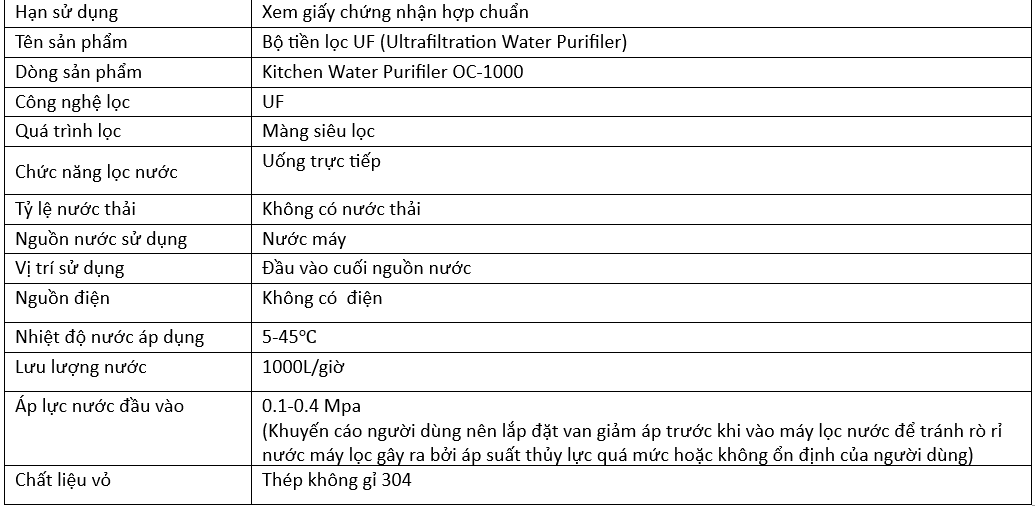 Hạn sử dụng Xem giấy chứng nhận hợp chuẩn
Tên sản phẩm Bộ tiền lọc UF (Ultrafiltration Water Purifiler)
Dòng sản phẩm Kitchen Water Purifiler OC-1000
Công nghệ lọc UF
Quá trình lọc Màng siêu lọc
Chức năng lọc nước Uống trực tiếp
Tỷ lệ nước thải Không có nước thải
Nguồn nước sử dụng Nước máy
Vị trí sử dụng Đầu vào cuối nguồn nước
Nguồn điện Không có  điện
Nhiệt độ nước áp dụng 5-45°C
Lưu lượng nước 1000L/giờ
Áp lực nước đầu vào 0.1-0.4 Mpa
(Khuyến cáo người dùng nên lắp đặt van giảm áp trước khi vào máy lọc nước để tránh rò rỉ
nước máy lọc gây ra bởi áp suất thủy lực quá mức hoặc không ổn định của người dùng)
Chất liệu vỏ Thép không gỉ 304